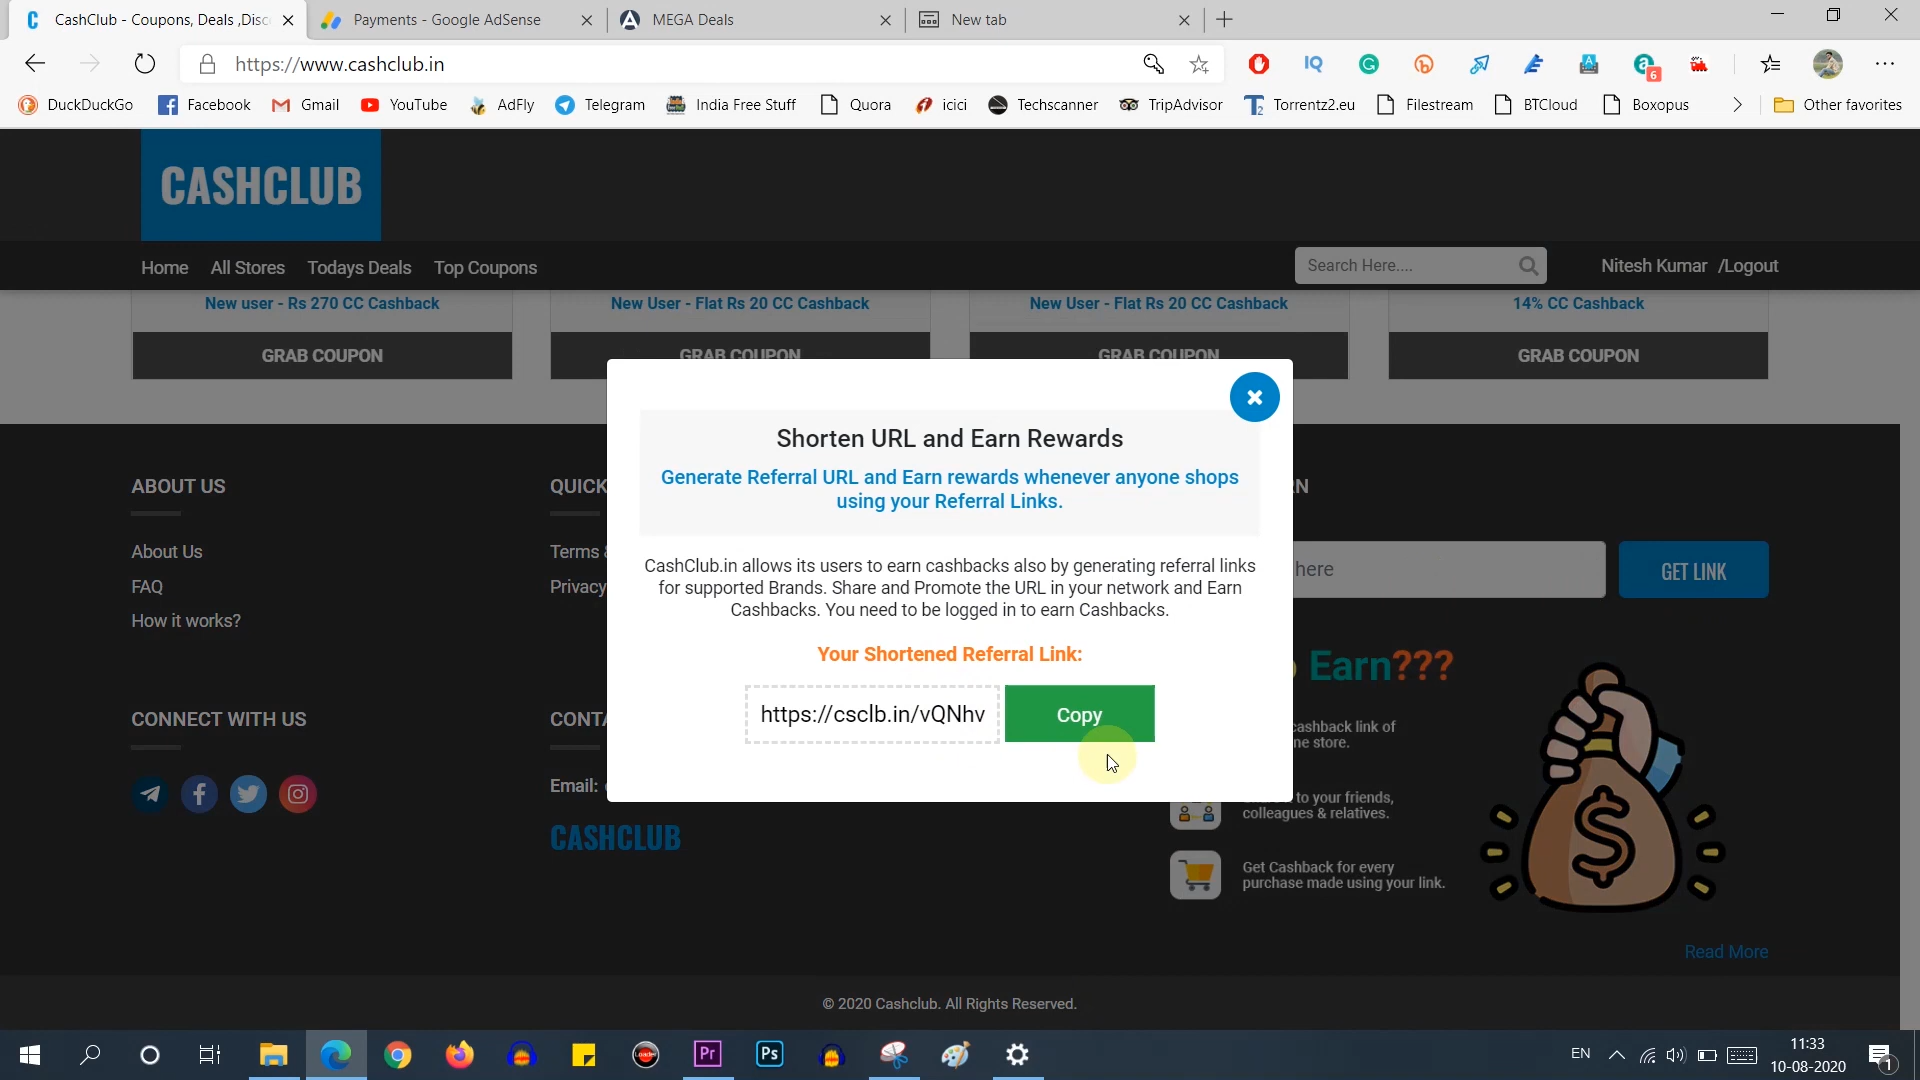 CashClub - Coupons, Deals ,Disc
Payments - Google AdSense
MEGA Deals
New tab
https://www.cashclub.in
IQ
6
DuckDuckGo
Facebook
Gmail
YouTube
AdFly
Telegram
India Free Stuff
Quora
icici
Techscanner
TripAdvisor
Torrentz2.eu
Filestream
BTCloud
Boxopus
Other favorites
CASHCLUB
Home
All Stores
Todays Deals
Top Coupons
Search Here....
Nitesh Kumar /Logout
New user - Rs 270 CC Cashback
New User - Flat Rs 20 CC Cashback
New User - Flat Rs 20 CC Cashback
14% CC Cashback
GRAB COUPON
GRAB COUPON
GRAB COUPON
GRAB COUPON
Shorten URL and Earn Rewards
Generate Referral URL and Earn rewards whenever anyone shops
using your Referral Links.
CashClub.in allows its users to earn cashbacks also by generating referral links
for supported Brands. Share and Promote the URL in your network and Earn
Cashbacks. You need to be logged in to earn Cashbacks.
Your Shortened Referral Link:
https://csclb.in/vQNhv
Copy
ABOUT US
About Us
FAQ
How it works?
QUICK
Terms
Privacy
RN
here
GET LINK
Earn???
cashback link of
ne store.
to your friends,
colleagues & relatives.
Get Cashback for every
purchase made using your link.
Read More
CONNECT WITH US
CONTA
Email:
CASHCLUB
© 2020 Cashclub. All Rights Reserved.
Loader
Pr
Ps
EN
11:33
10-08-2020
1